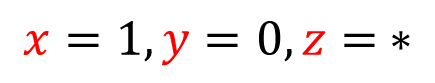 x = 1, y = 0, z = *